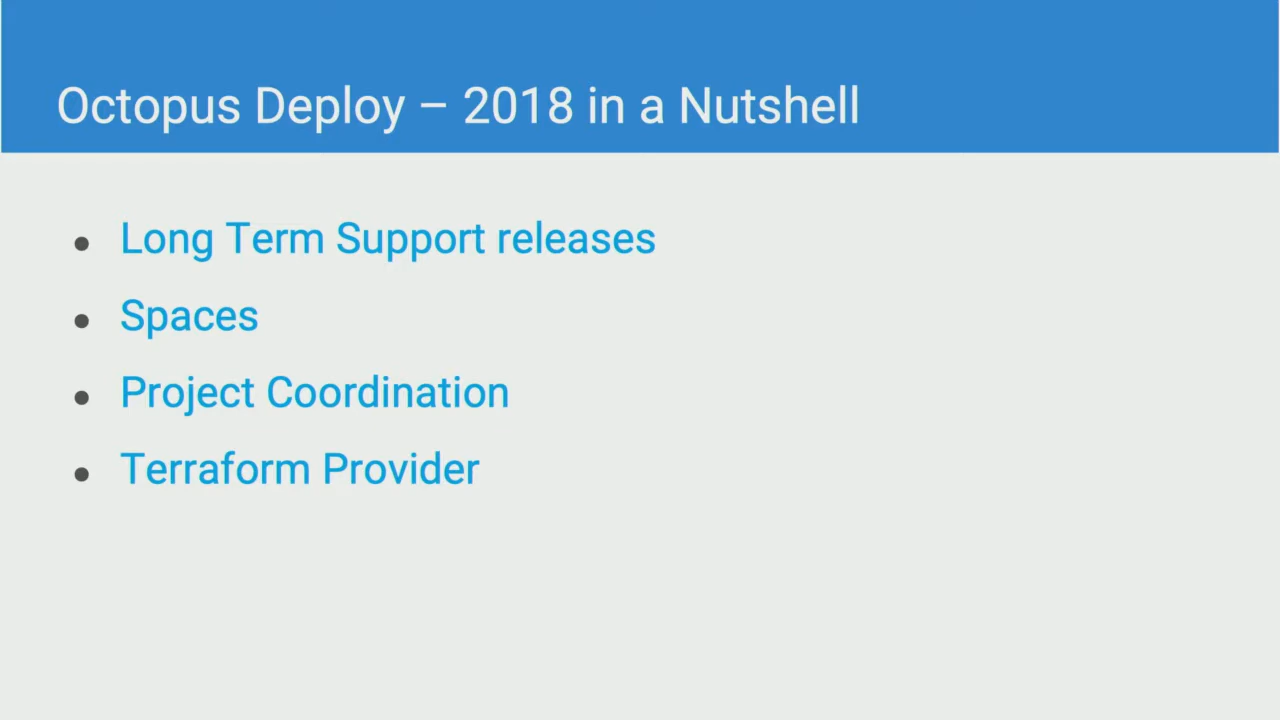 Octopus Deploy – 2018 in a Nutshell
• Long Term Support releases
• Spaces
• Project Coordination
• Terraform Provider